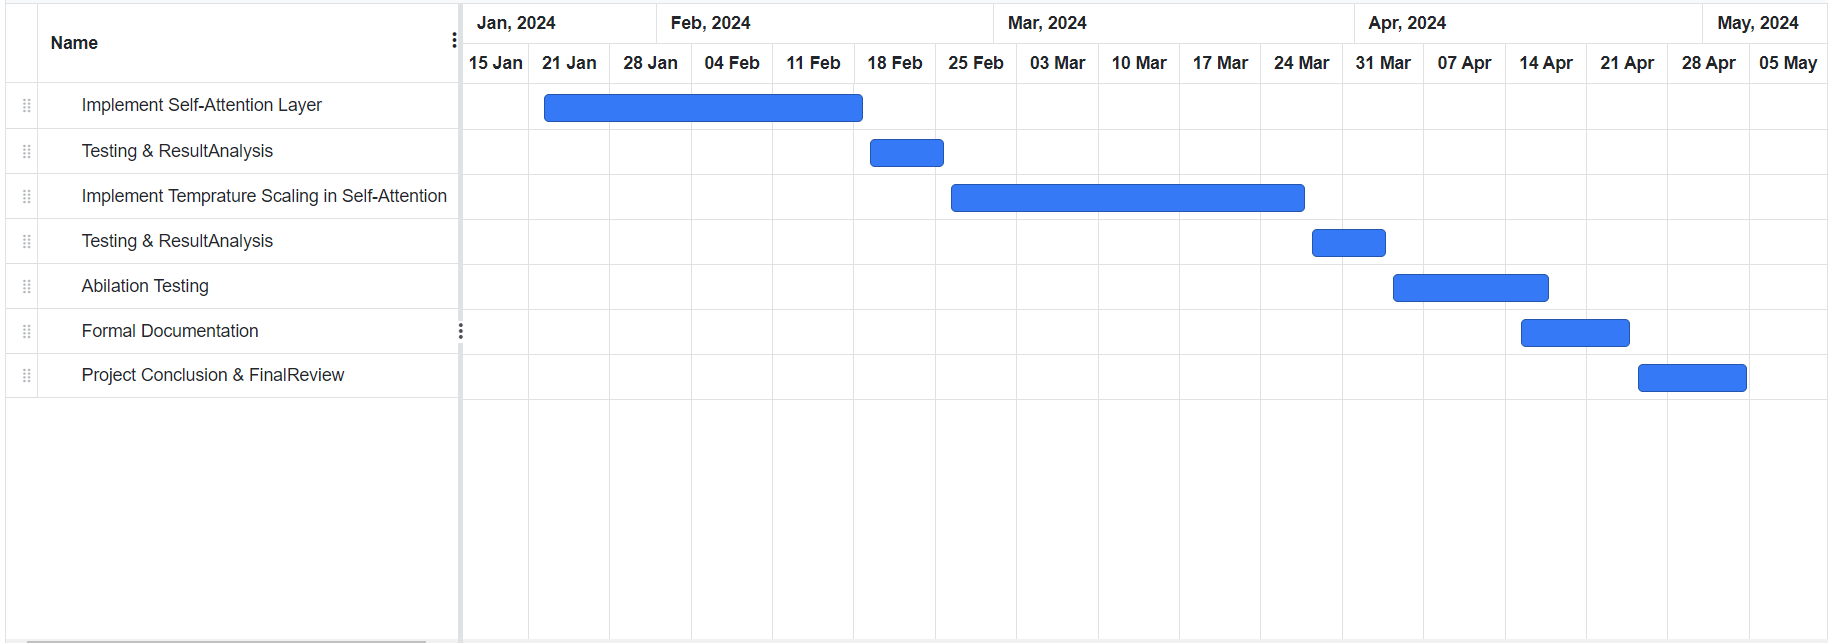 Name
Jan, 2024 Feb, 2024 Mar, 2024 Apr, 2024 May, 2024
15 Jan 21 Jan 28 Jan 04 Feb 11 Feb 18 Feb 25 Feb 03 Mar 10 Mar 17 Mar 24 Mar 31 Mar 07 Apr 14 Apr 21 Apr 28 Apr 05 May
Implement Self-Attention Layer
Testing & ResultAnalysis
Implement Temprature Scaling in Self-Attention
Testing & ResultAnalysis
Abilation Testing
Formal Documentation
Project Conclusion & FinalReview